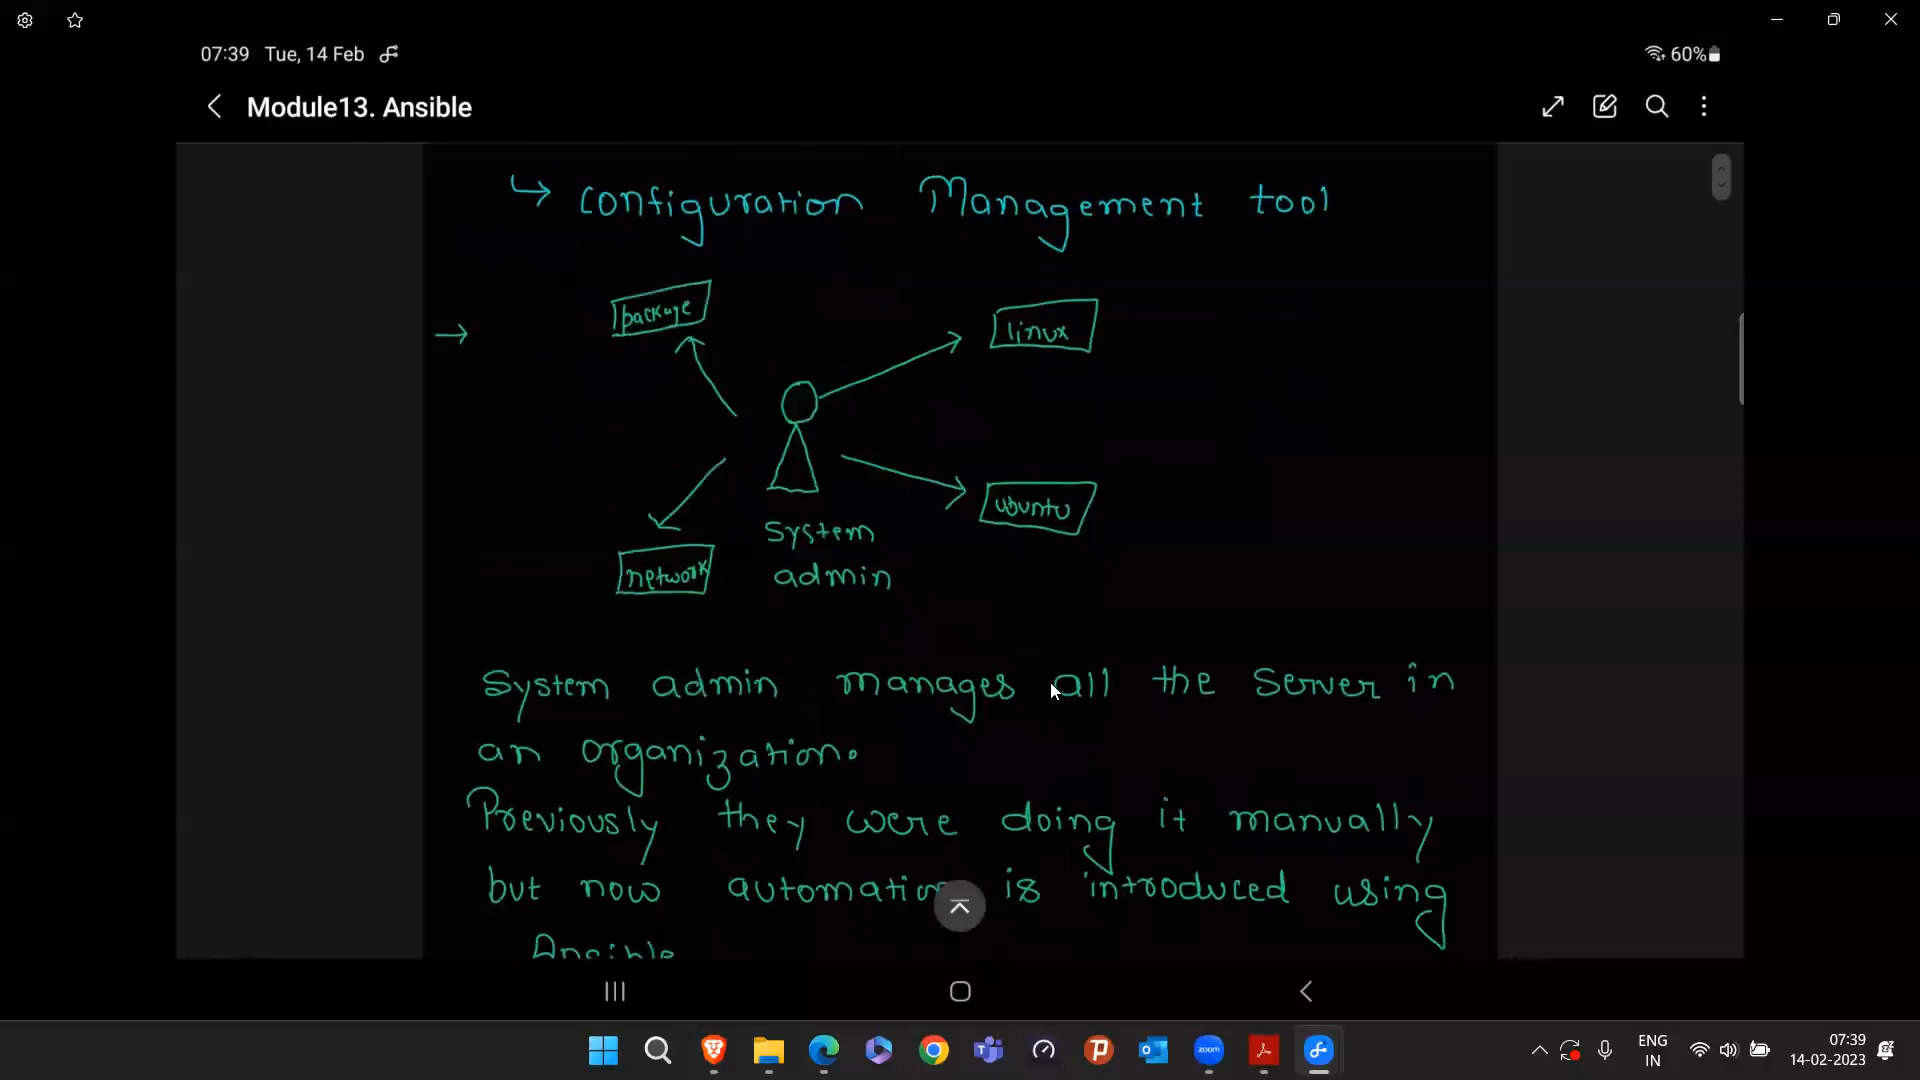 07:39 Tue, 14 Feb
60%
Module13. Ansible
configuration Management tool
package
linux
ubuntu
network
System
admin
System admin manages all the Server in
an organization.
Previously they were doing it manually
but now automation is introduced using
Ansible
zoom
ENG
IN
07:39
14-02-2023